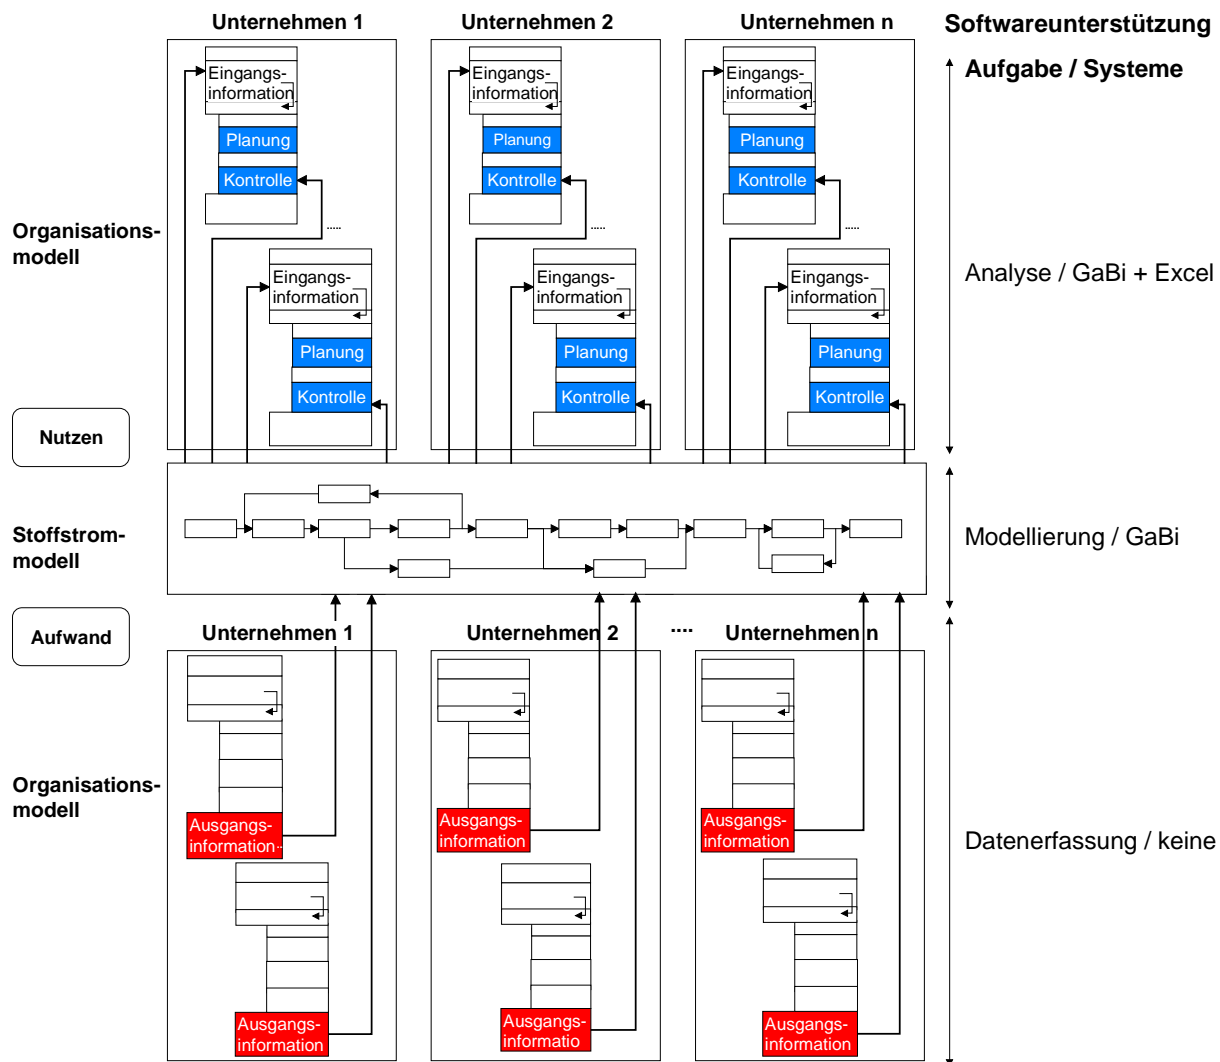 Unternehmen 1
Unternehmen 2
Unternehmen n
Softwareunterstützung
Aufgabe / Systeme
Eingangs-
information
Eingangs-
information
Eingangs-
information
Planung
Planung
Planung
Kontrolle
Kontrolle
Kontrolle
.....
.....
.....
Organisations-
modell
Eingangs-
information
Eingangs-
information
Eingangs-
information
Analyse / GaBi + Excel
Planung
Planung
Planung
Kontrolle
Kontrolle
Kontrolle
Nutzen
Stoffstrom-
modell
Modellierung / GaBi
Aufwand
Unternehmen 1
Unternehmen 2
....
Unternehmen n
Organisations-
modell
Ausgangs-
information..
Ausgangs-
information
Ausgangs-
information
Datenerfassung / keine
Ausgangs-
information
Ausgangs-
informatio
Ausgangs-
information